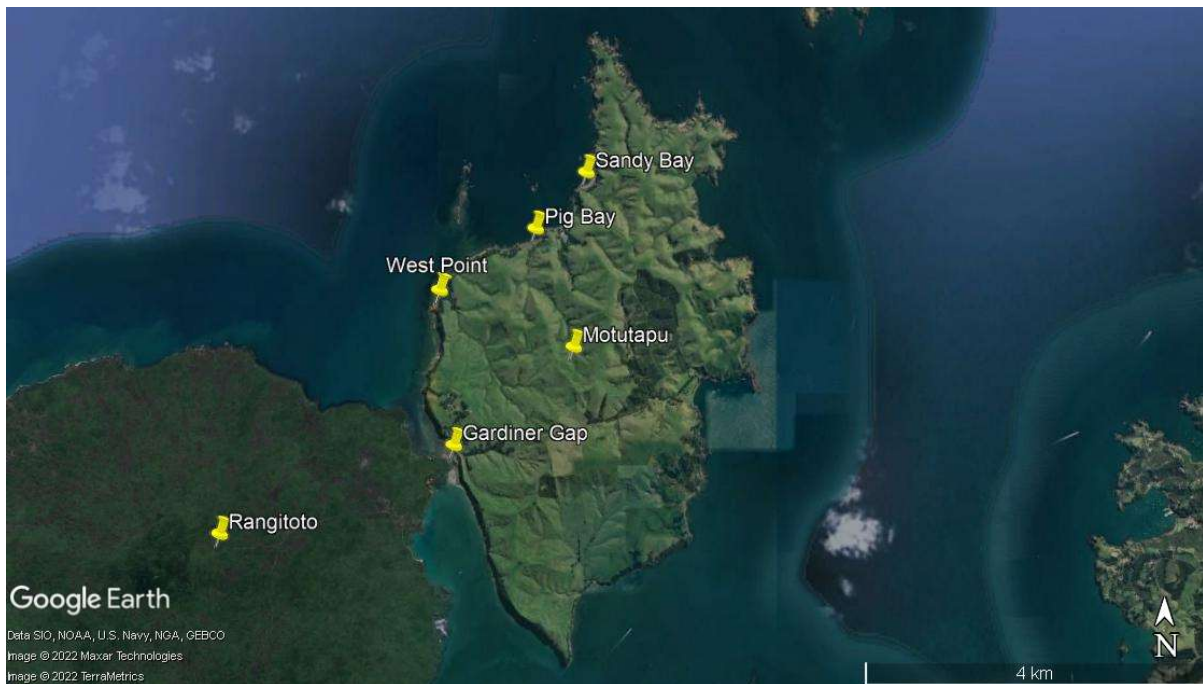 Sandy Bay
Pig Bay
West Point
Motutapu
Gardiner Gap
Rangitoto
Google Earth
Data SIO, NOAA, U.S. Navy, NGA, GEBCO
Image © 2022 Maxar Technologies
Image © 2022 TerraMetrics
N
4 km